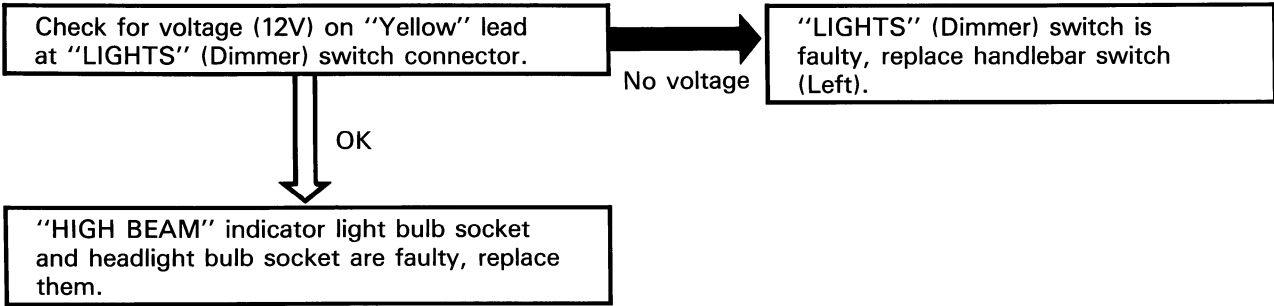 Check for voltage (12V) on “Yellow” lead
at “LIGHTS” (Dimmer) switch connector.
No voltage
“LIGHTS” (Dimmer) switch is
faulty, replace handlebar switch
(Left).
OK
“HIGH BEAM” indicator light bulb socket
and headlight bulb socket are faulty, replace
them.